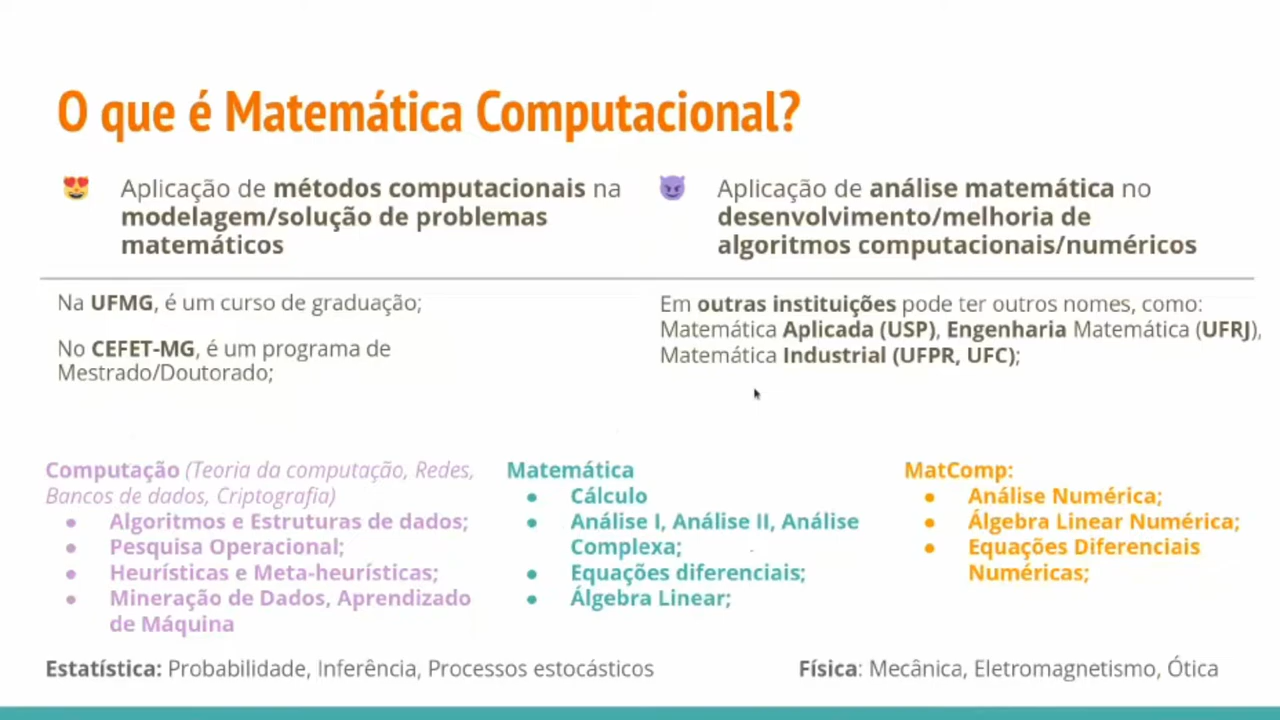 O que é Matemática Computacional?
Aplicação de métodos computacionais na
modelagem/solução de problemas
matemáticos
Aplicação de análise matemática no
desenvolvimento/melhoria de
algoritmos computacionais/numéricos
Na UFMG, é um curso de graduação;
No CEFET-MG, é um programa de
Mestrado/Doutorado;
Em outras instituições pode ter outros nomes, como:
Matemática Aplicada (USP), Engenharia Matemática (UFRJ),
Matemática Industrial (UFPR, UFC);
Computação (Teoria da computação, Redes,
Bancos de dados, Criptografia)
● Algoritmos e Estruturas de dados;
● Pesquisa Operacional;
● Heurísticas e Meta-heurísticas;
● Mineração de Dados, Aprendizado
de Máquina
Matemática
● Cálculo
● Análise I, Análise II, Análise
Complexa;
● Equações diferenciais;
● Álgebra Linear;
MatComp:
● Análise Numérica;
● Álgebra Linear Numérica;
● Equações Diferenciais
Numéricas;
Estatística: Probabilidade, Inferência, Processos estocásticos
Física: Mecânica, Eletromagnetismo, Ótica